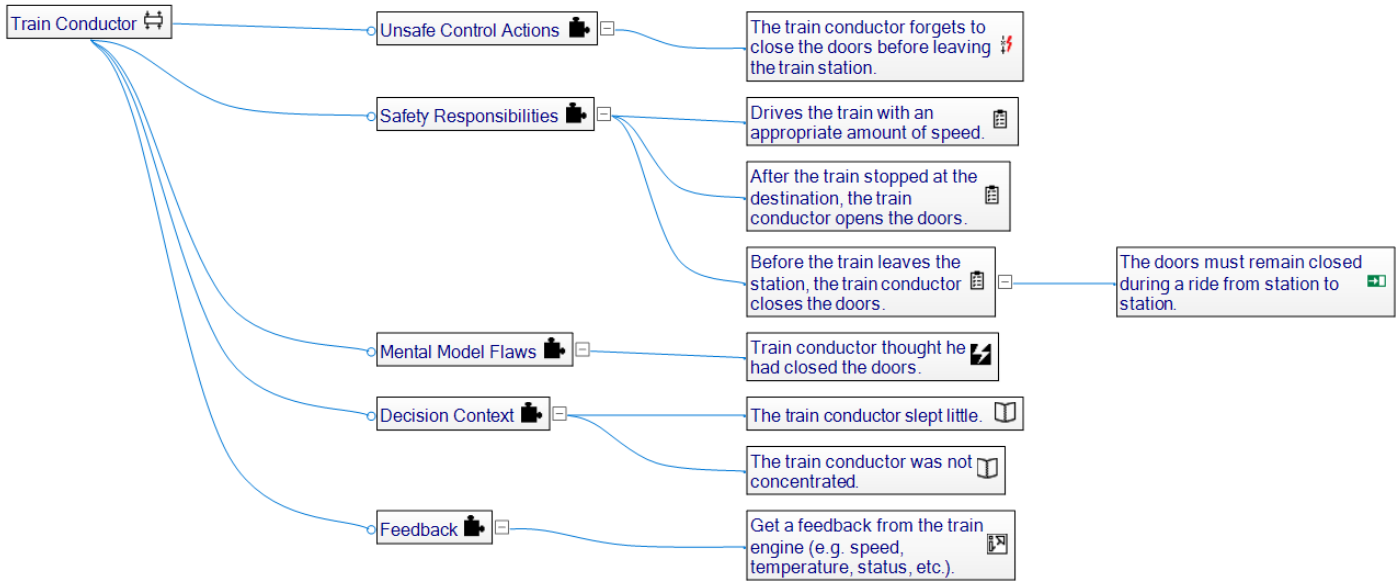 Train Conductor
Unsafe Control Actions
The train conductor forgets to
close the doors before leaving
the train station.
Safety Responsibilities
Drives the train with an
appropriate amount of speed.
After the train stopped at the
destination, the train
conductor opens the doors.
Before the train leaves the
station, the train conductor
closes the doors.
The doors must remain closed
during a ride from station to
station.
Mental Model Flaws
Train conductor thought he
had closed the doors.
Decision Context
The train conductor slept little.
The train conductor was not
concentrated.
Feedback
Get a feedback from the train
engine (e.g. speed,
temperature, status, etc.).